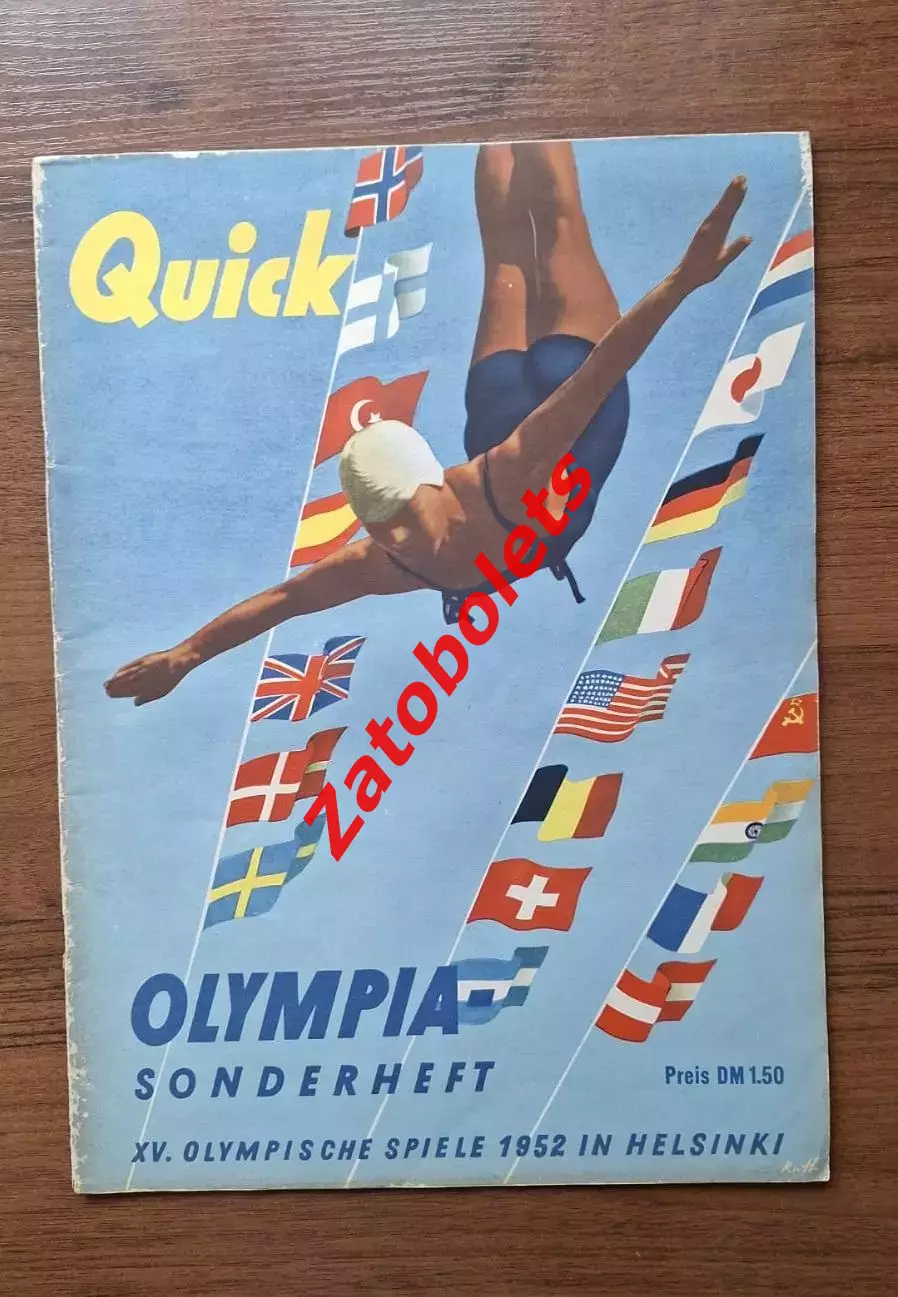 Quick
Zatobolets
OLYMPIA
SONDERHEFT
Preis DM 1.50
XV. OLYMPISCHE SPIELE 1952 IN HELSINKI